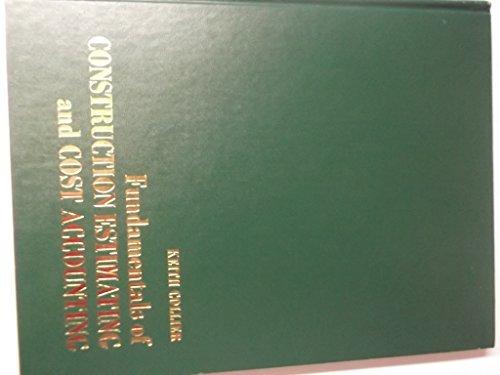 KEITH COLLIER
Fundamentals of
CONSTRUCTION ESTIMATING
and COST ACCOUNTING